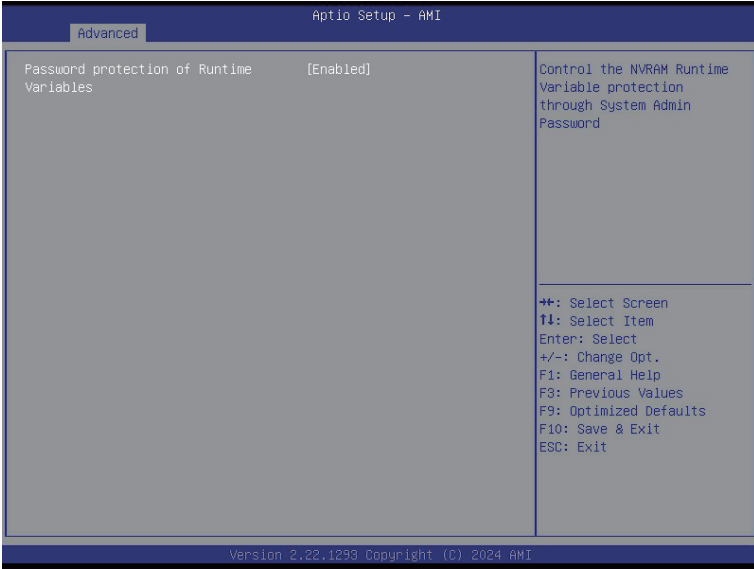 Aptio Setup – AMI
Advanced
Password protection of Runtime [Enabled]
Variables
Control the NVRAM Runtime
Variable protection
through System Admin
Password
→←: Select Screen
↑↓: Select Item
Enter: Select
+/-: Change Opt.
F1: General Help
F3: Previous Values
F9: Optimized Defaults
F10: Save & Exit
ESC: Exit
Version 2.22.1293 Copyright (C) 2024 AMI